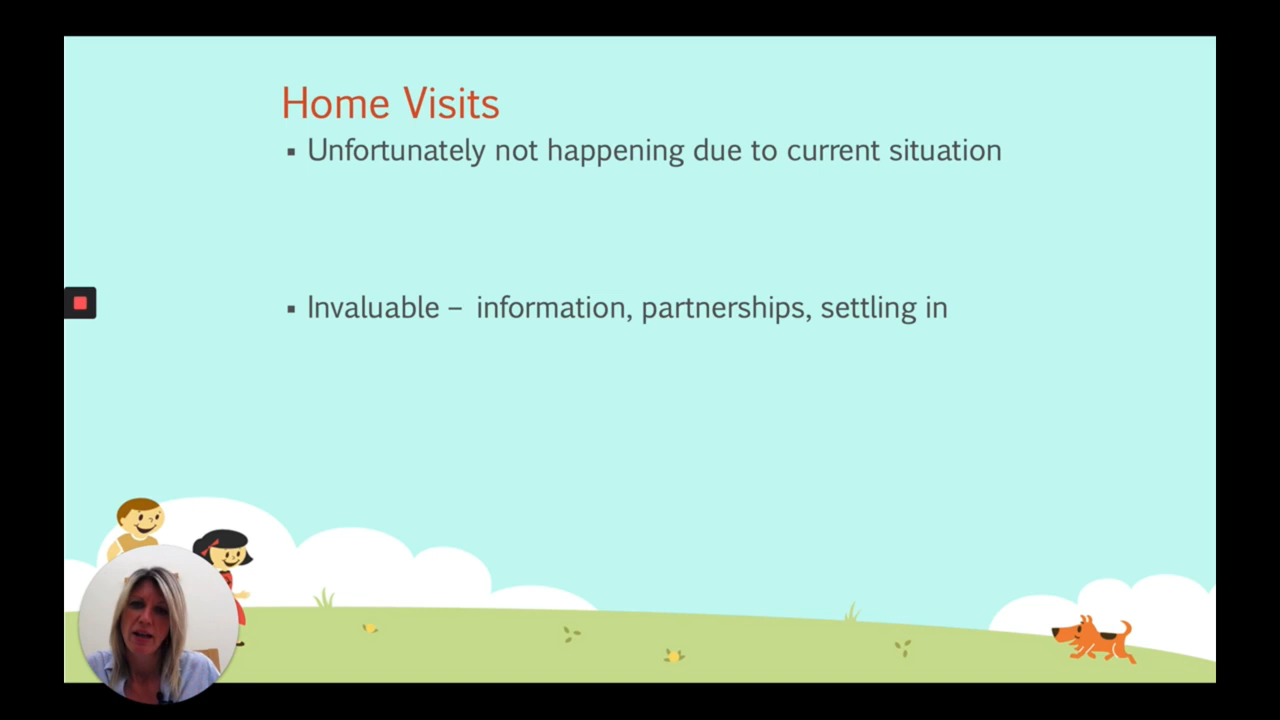 Home Visits
▪ Unfortunately not happening due to current situation
▪ Invaluable – information, partnerships, settling in